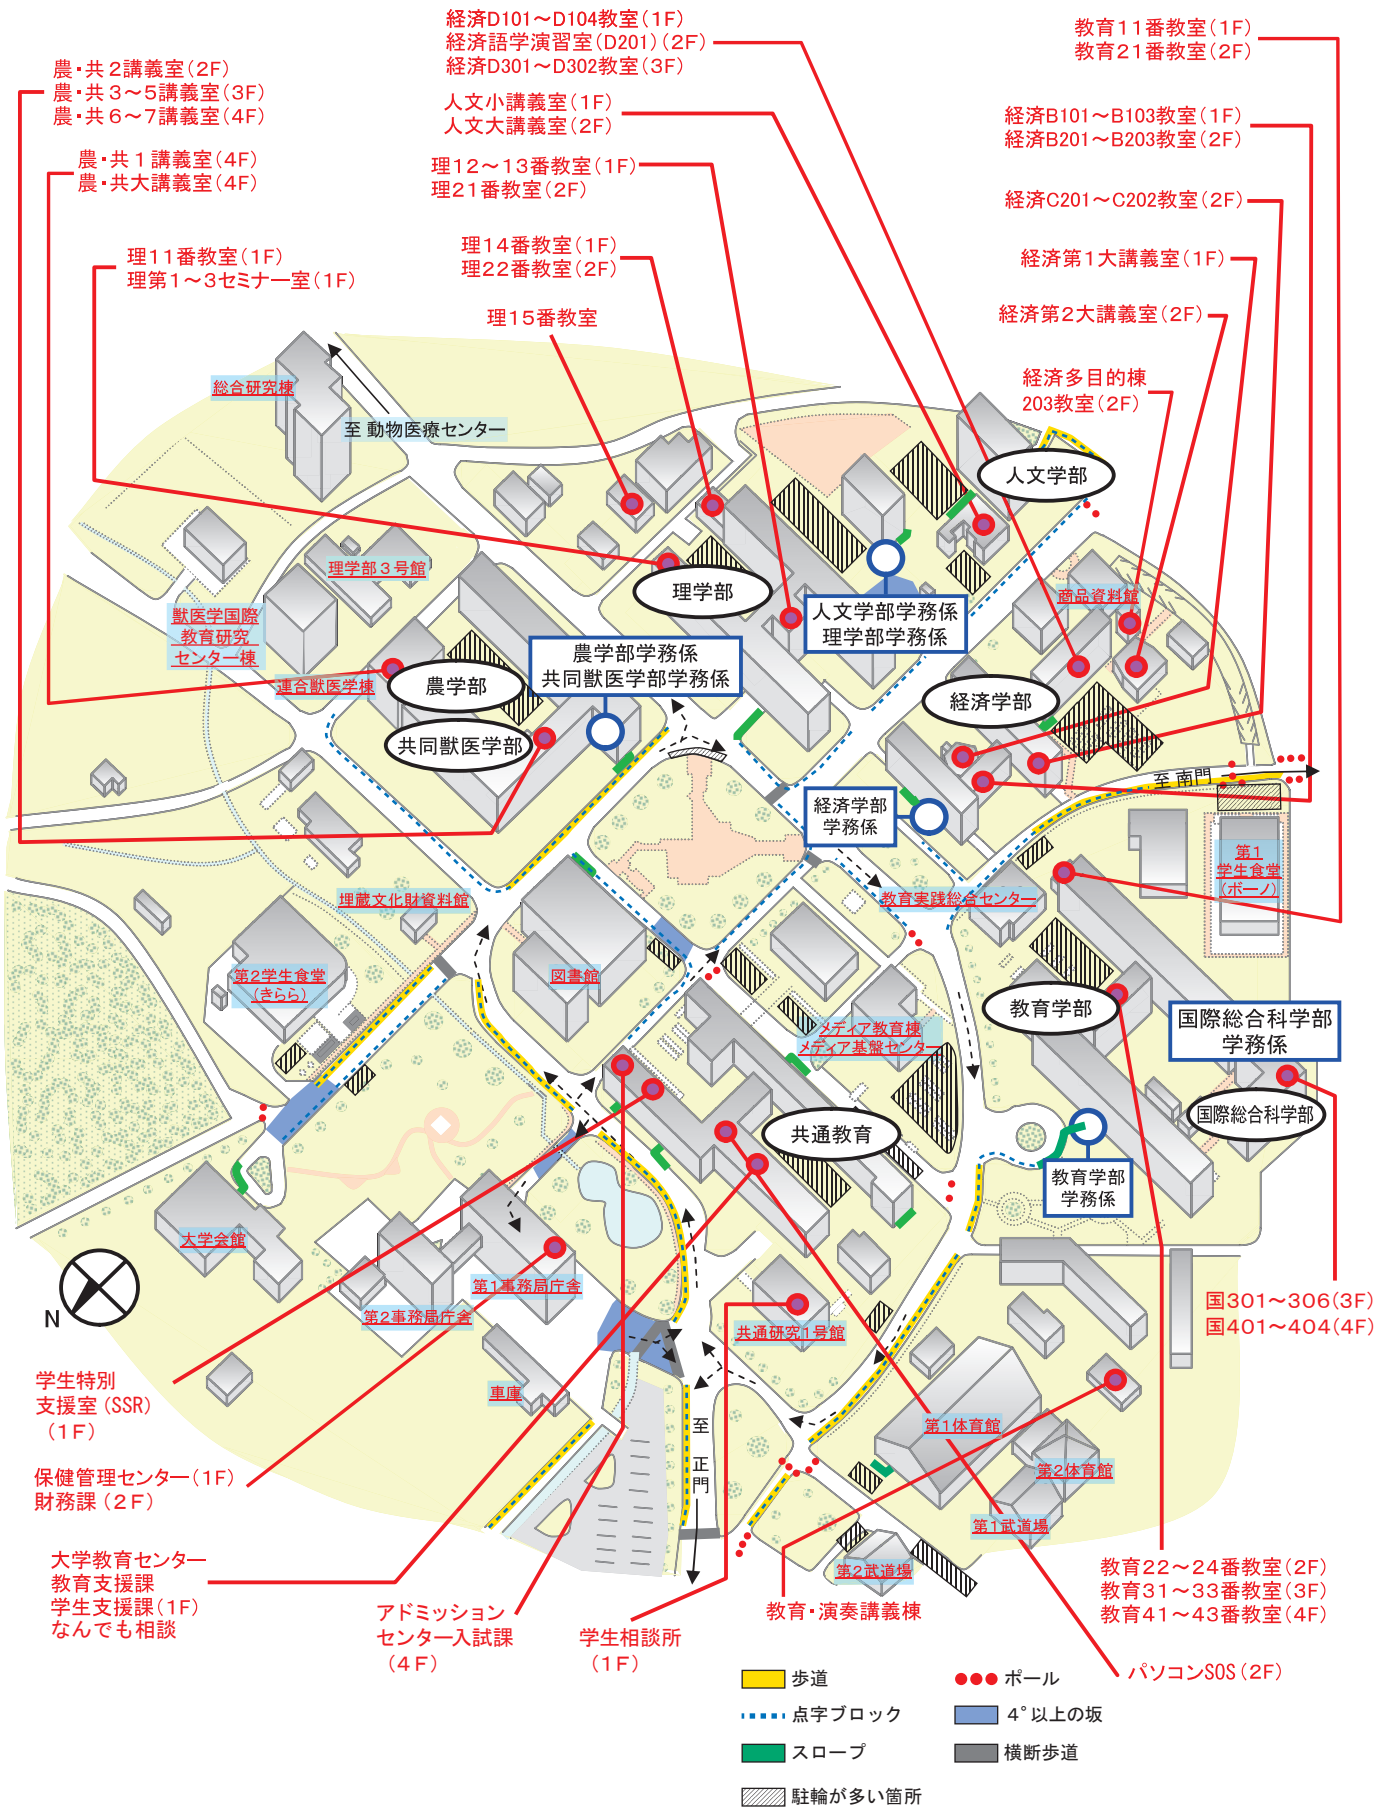 経済D101～D104教室(1F)
経済語学演習室(D201)(2F)
経済D301～D302教室(3F)
教育11番教室(1F)
教育21番教室(2F)
農・共2講義室(2F)
農・共3～5講義室(3F)
農・共6～7講義室(4F)
人文小講義室(1F)
人文大講義室(2F)
経済B101～B103教室(1F)
経済B201～B203教室(2F)
農・共1講義室(4F)
農・共大講義室(4F)
理12～13番教室(1F)
理21番教室(2F)
経済C201～C202教室(2F)
理11番教室(1F)
理第1～3セミナー室(1F)
理14番教室(1F)
理22番教室(2F)
経済第1大講義室(1F)
理15番教室
経済第2大講義室(2F)
経済多目的棟
203教室(2F)
総合研究棟
至 動物医療センター
人文学部
理学部3号館
理学部
商品資料館
獣医学国際
教育研究
センター棟
人文学部学務係
理学部学務係
農学部学務係
共同獣医学部学務係
連合獣医学棟
農学部
経済学部
共同獣医学部
至 南門
経済学部
学務係
第1
学生食堂
(ボーノ)
埋蔵文化財資料館
教育実践総合センター
第2学生食堂
(きらら)
図書館
教育学部
国際総合科学部
学務係
メディア教育棟
メディア基盤センター
国際総合科学部
共通教育
教育学部
学務係
大学会館
N
第1事務局庁舎
第2事務局庁舎
共通研究1号館
国301～306(3F)
国401～404(4F)
学生特別
支援室(SSR)
(1F)
車庫
至
正
門
第1体育館
第2体育館
第1武道場
保健管理センター(1F)
財務課(2F)
大学教育センター
教育支援課
学生支援課(1F)
なんでも相談
第2武道場
教育22～24番教室(2F)
教育31～33番教室(3F)
教育41～43番教室(4F)
アドミッション
センター入試課
(4F)
学生相談所
(1F)
教育・演奏講義棟
パソコンSOS(2F)
歩道
ポール
点字ブロック
4°以上の坂
スロープ
横断歩道
駐輪が多い箇所